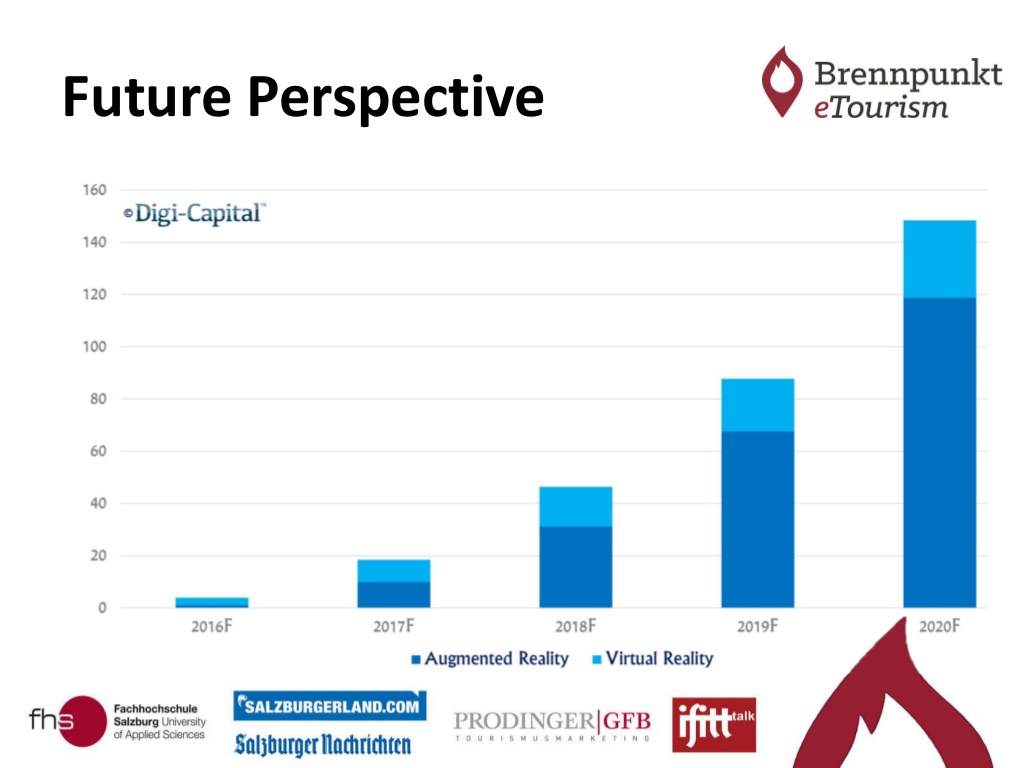 Future Perspective
Brennpunkt
eTourism
160
©Digi-Capital™
140
120
100
80
60
40
20
0
2016F 2017F 2018F 2019F 2020F
Augmented Reality Virtual Reality
fhs
Fachhochschule
Salzburg University
of Applied Sciences
SALZBURGERLAND.COM
Salzburger Nachrichten
PRODINGER|GFB
TOURISMUSMARKETING
ifitt talk